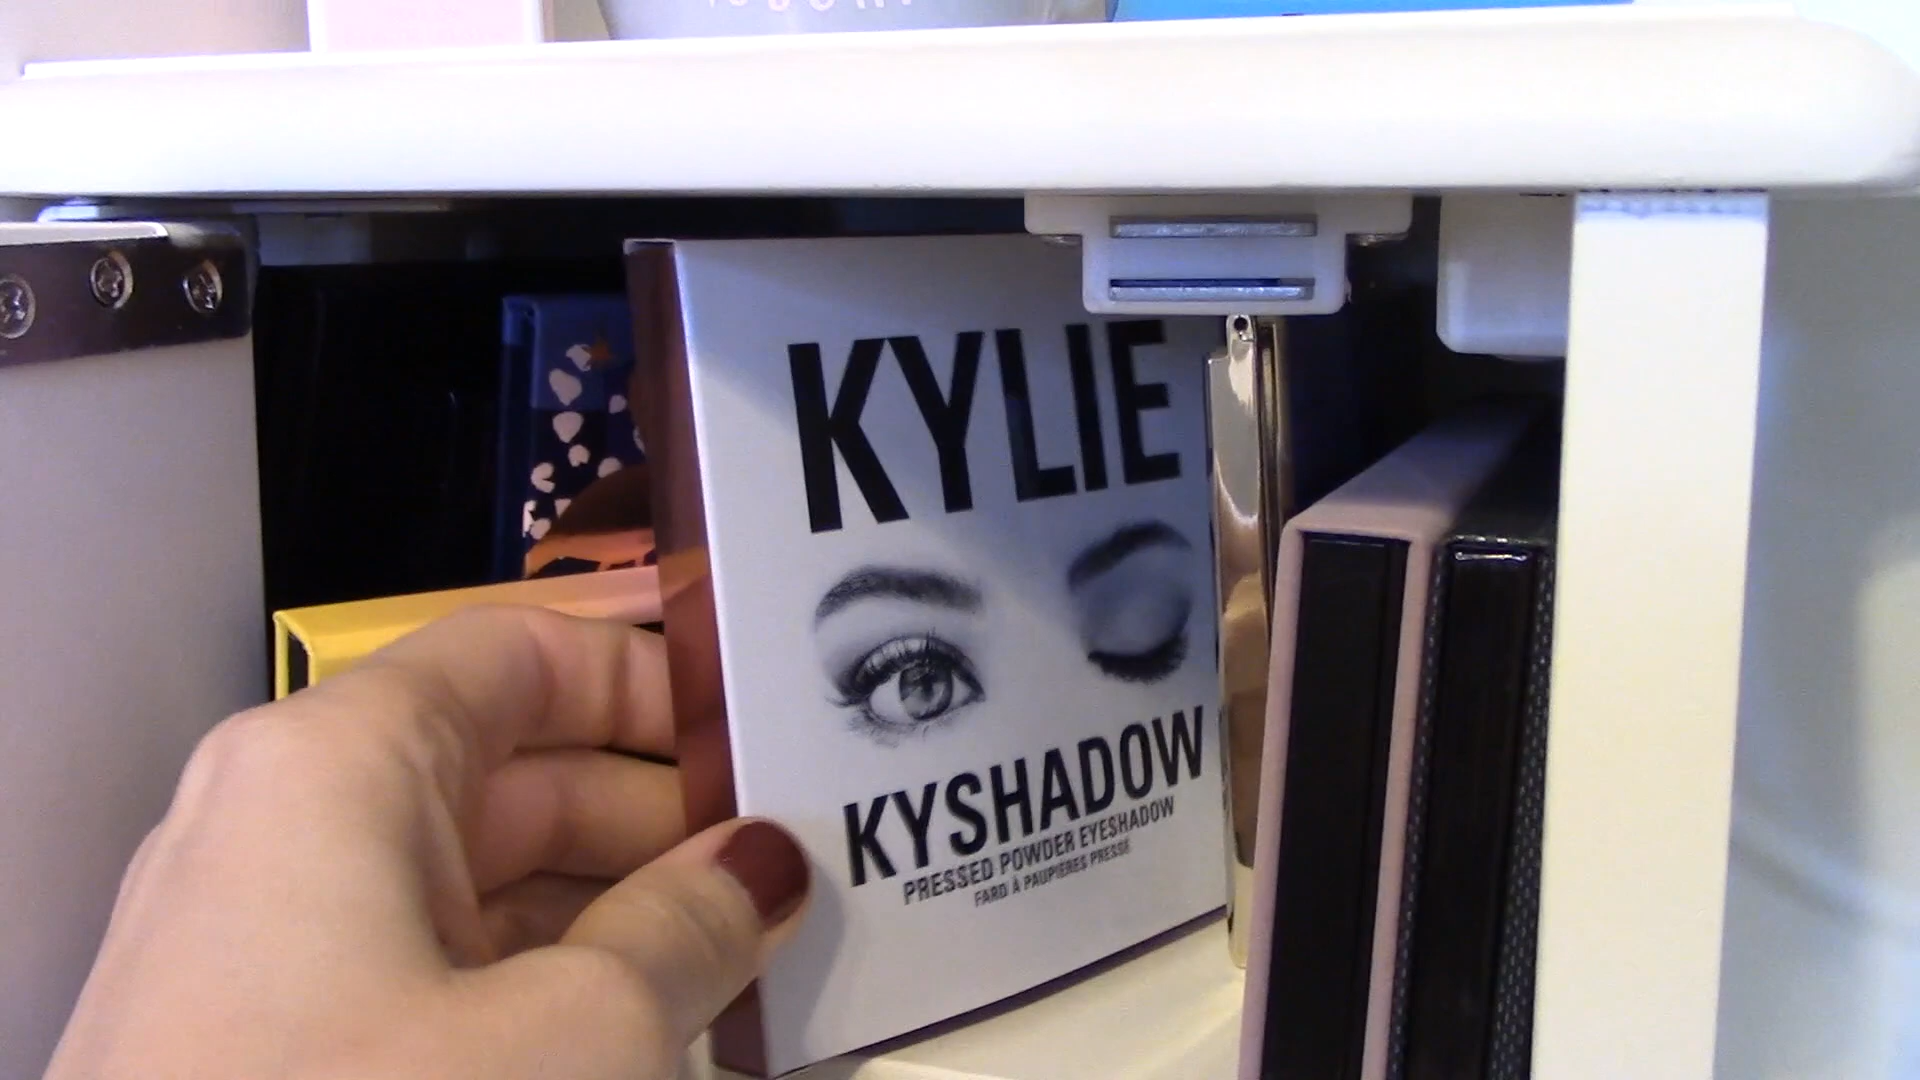 KYLIE
KYSHADOW
PRESSED POWDER EYESHADOW
FARD À PAUPIÈRES PRESSÉ